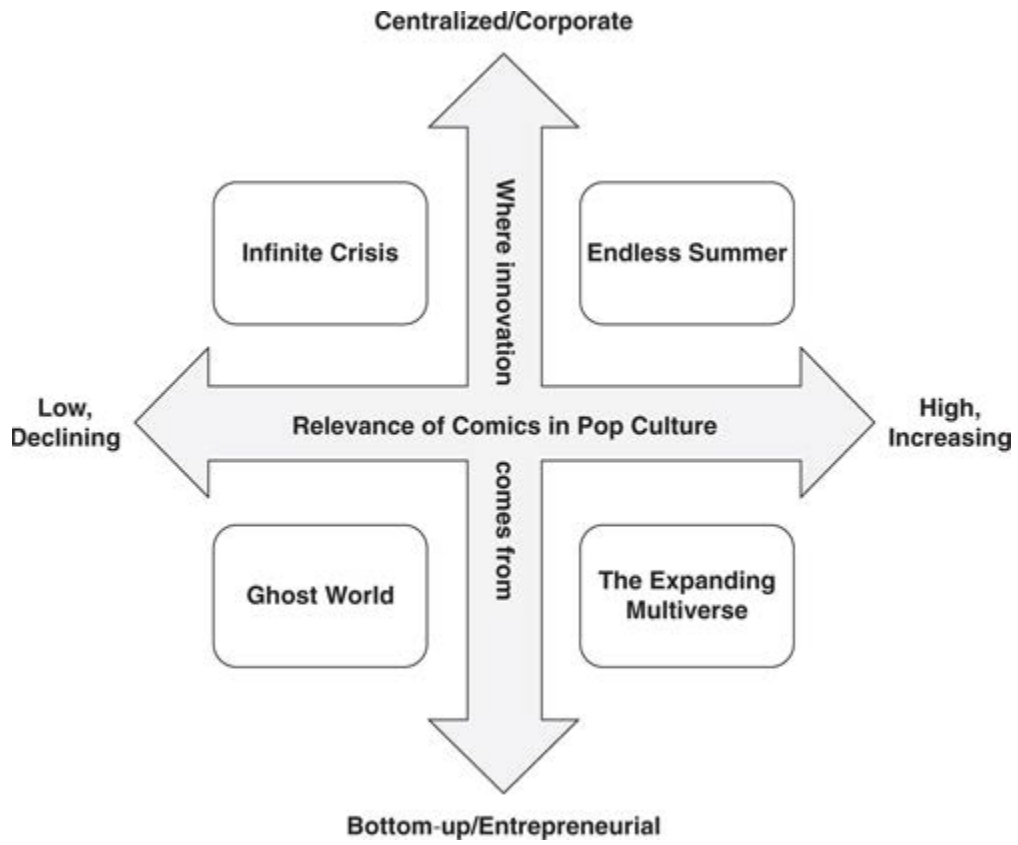 Centralized/Corporate
Infinite Crisis
Endless Summer
Where innovation
comes from
Low,
Declining
Relevance of Comics in Pop Culture
High,
Increasing
Ghost World
The Expanding
Multiverse
Bottom-up/Entrepreneurial